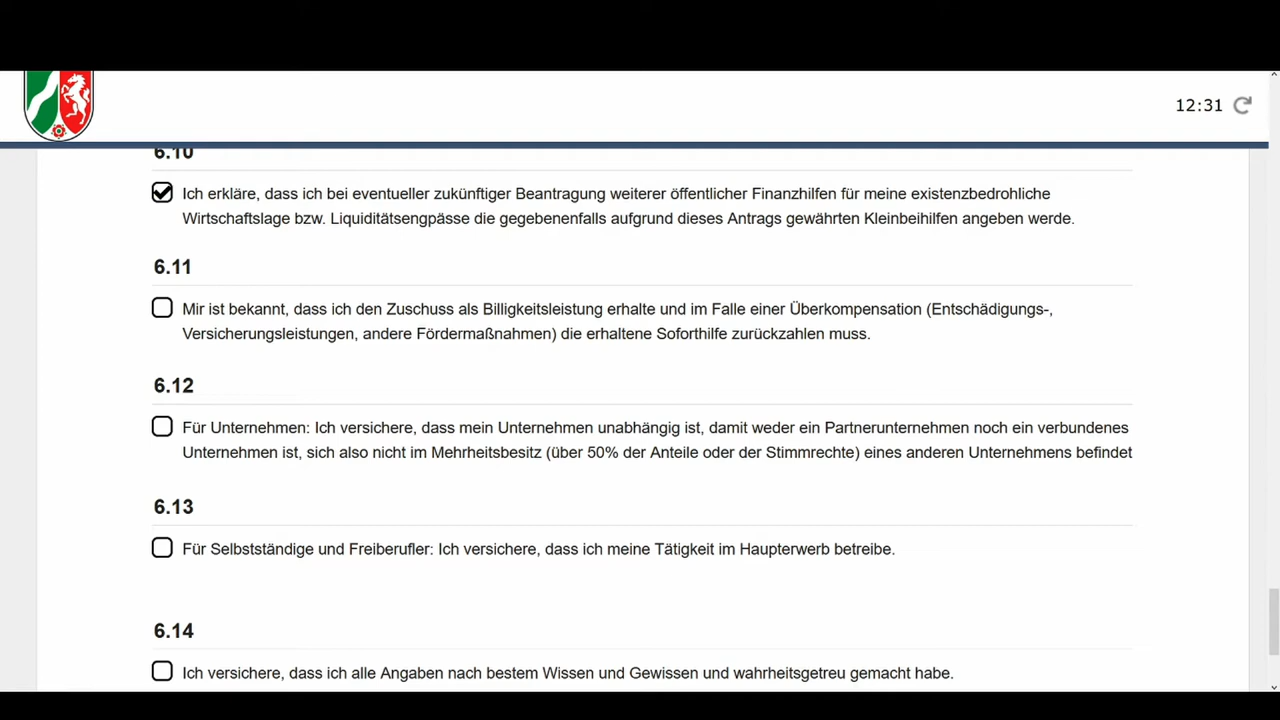 12:31
6.10
Ich erkläre, dass ich bei eventueller zukünftiger Beantragung weiterer öffentlicher Finanzhilfen für meine existenzbedrohliche
Wirtschaftslage bzw. Liquiditätsengpässe die gegebenenfalls aufgrund dieses Antrags gewährten Kleinbeihilfen angeben werde.
6.11
Mir ist bekannt, dass ich den Zuschuss als Billigkeitsleistung erhalte und im Falle einer Überkompensation (Entschädigungs-,
Versicherungsleistungen, andere Fördermaßnahmen) die erhaltene Soforthilfe zurückzahlen muss.
6.12
Für Unternehmen: Ich versichere, dass mein Unternehmen unabhängig ist, damit weder ein Partnerunternehmen noch ein verbundenes
Unternehmen ist, sich also nicht im Mehrheitsbesitz (über 50% der Anteile oder der Stimmrechte) eines anderen Unternehmens befindet
6.13
Für Selbstständige und Freiberufler: Ich versichere, dass ich meine Tätigkeit im Haupterwerb betreibe.
6.14
Ich versichere, dass ich alle Angaben nach bestem Wissen und Gewissen und wahrheitsgetreu gemacht habe.